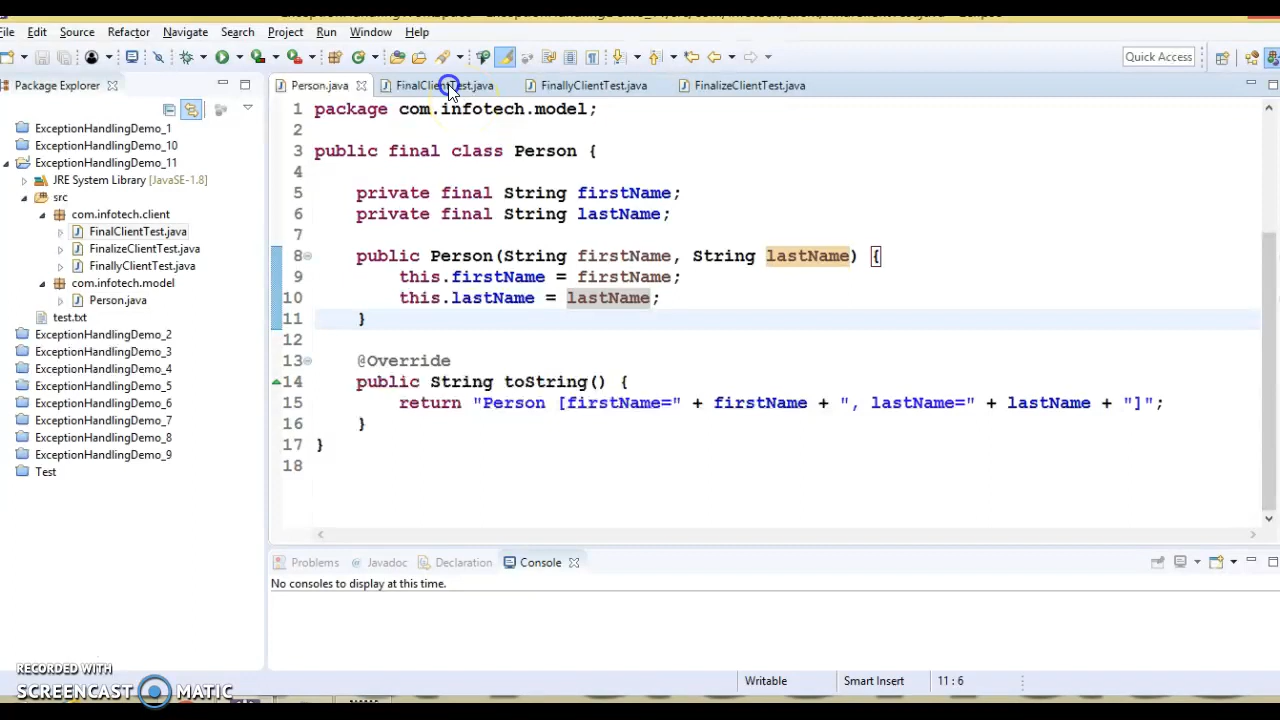 File Edit Source Refactor Navigate Search Project Run Window Help
Quick Access
Package Explorer
Person.java FinalClientTest.java FinallyClientTest.java FinalizeClientTest.java
ExceptionHandlingDemo_1
ExceptionHandlingDemo_10
ExceptionHandlingDemo_11
JRE System Library [JavaSE-1.8]
src
com.infotech.client
FinalClientTest.java
FinalizeClientTest.java
FinallyClientTest.java
com.infotech.model
Person.java
test.txt
ExceptionHandlingDemo_2
ExceptionHandlingDemo_3
ExceptionHandlingDemo_4
ExceptionHandlingDemo_5
ExceptionHandlingDemo_6
ExceptionHandlingDemo_7
ExceptionHandlingDemo_8
ExceptionHandlingDemo_9
Test
1 package com.infotech.model;
2
3 public final class Person {
4
5 private final String firstName;
6 private final String lastName;
7
8 public Person(String firstName, String lastName) {
9 this.firstName = firstName;
10 this.lastName = lastName;
11 }
12
13 @Override
14 public String toString() {
15 return "Person [firstName=" + firstName + ", lastName=" + lastName + "]";
16 }
17 }
18
Problems @ Javadoc Declaration Console
No consoles to display at this time.
RECORDED WITH
SCREENCAST MATIC
Writable Smart Insert 11 : 6